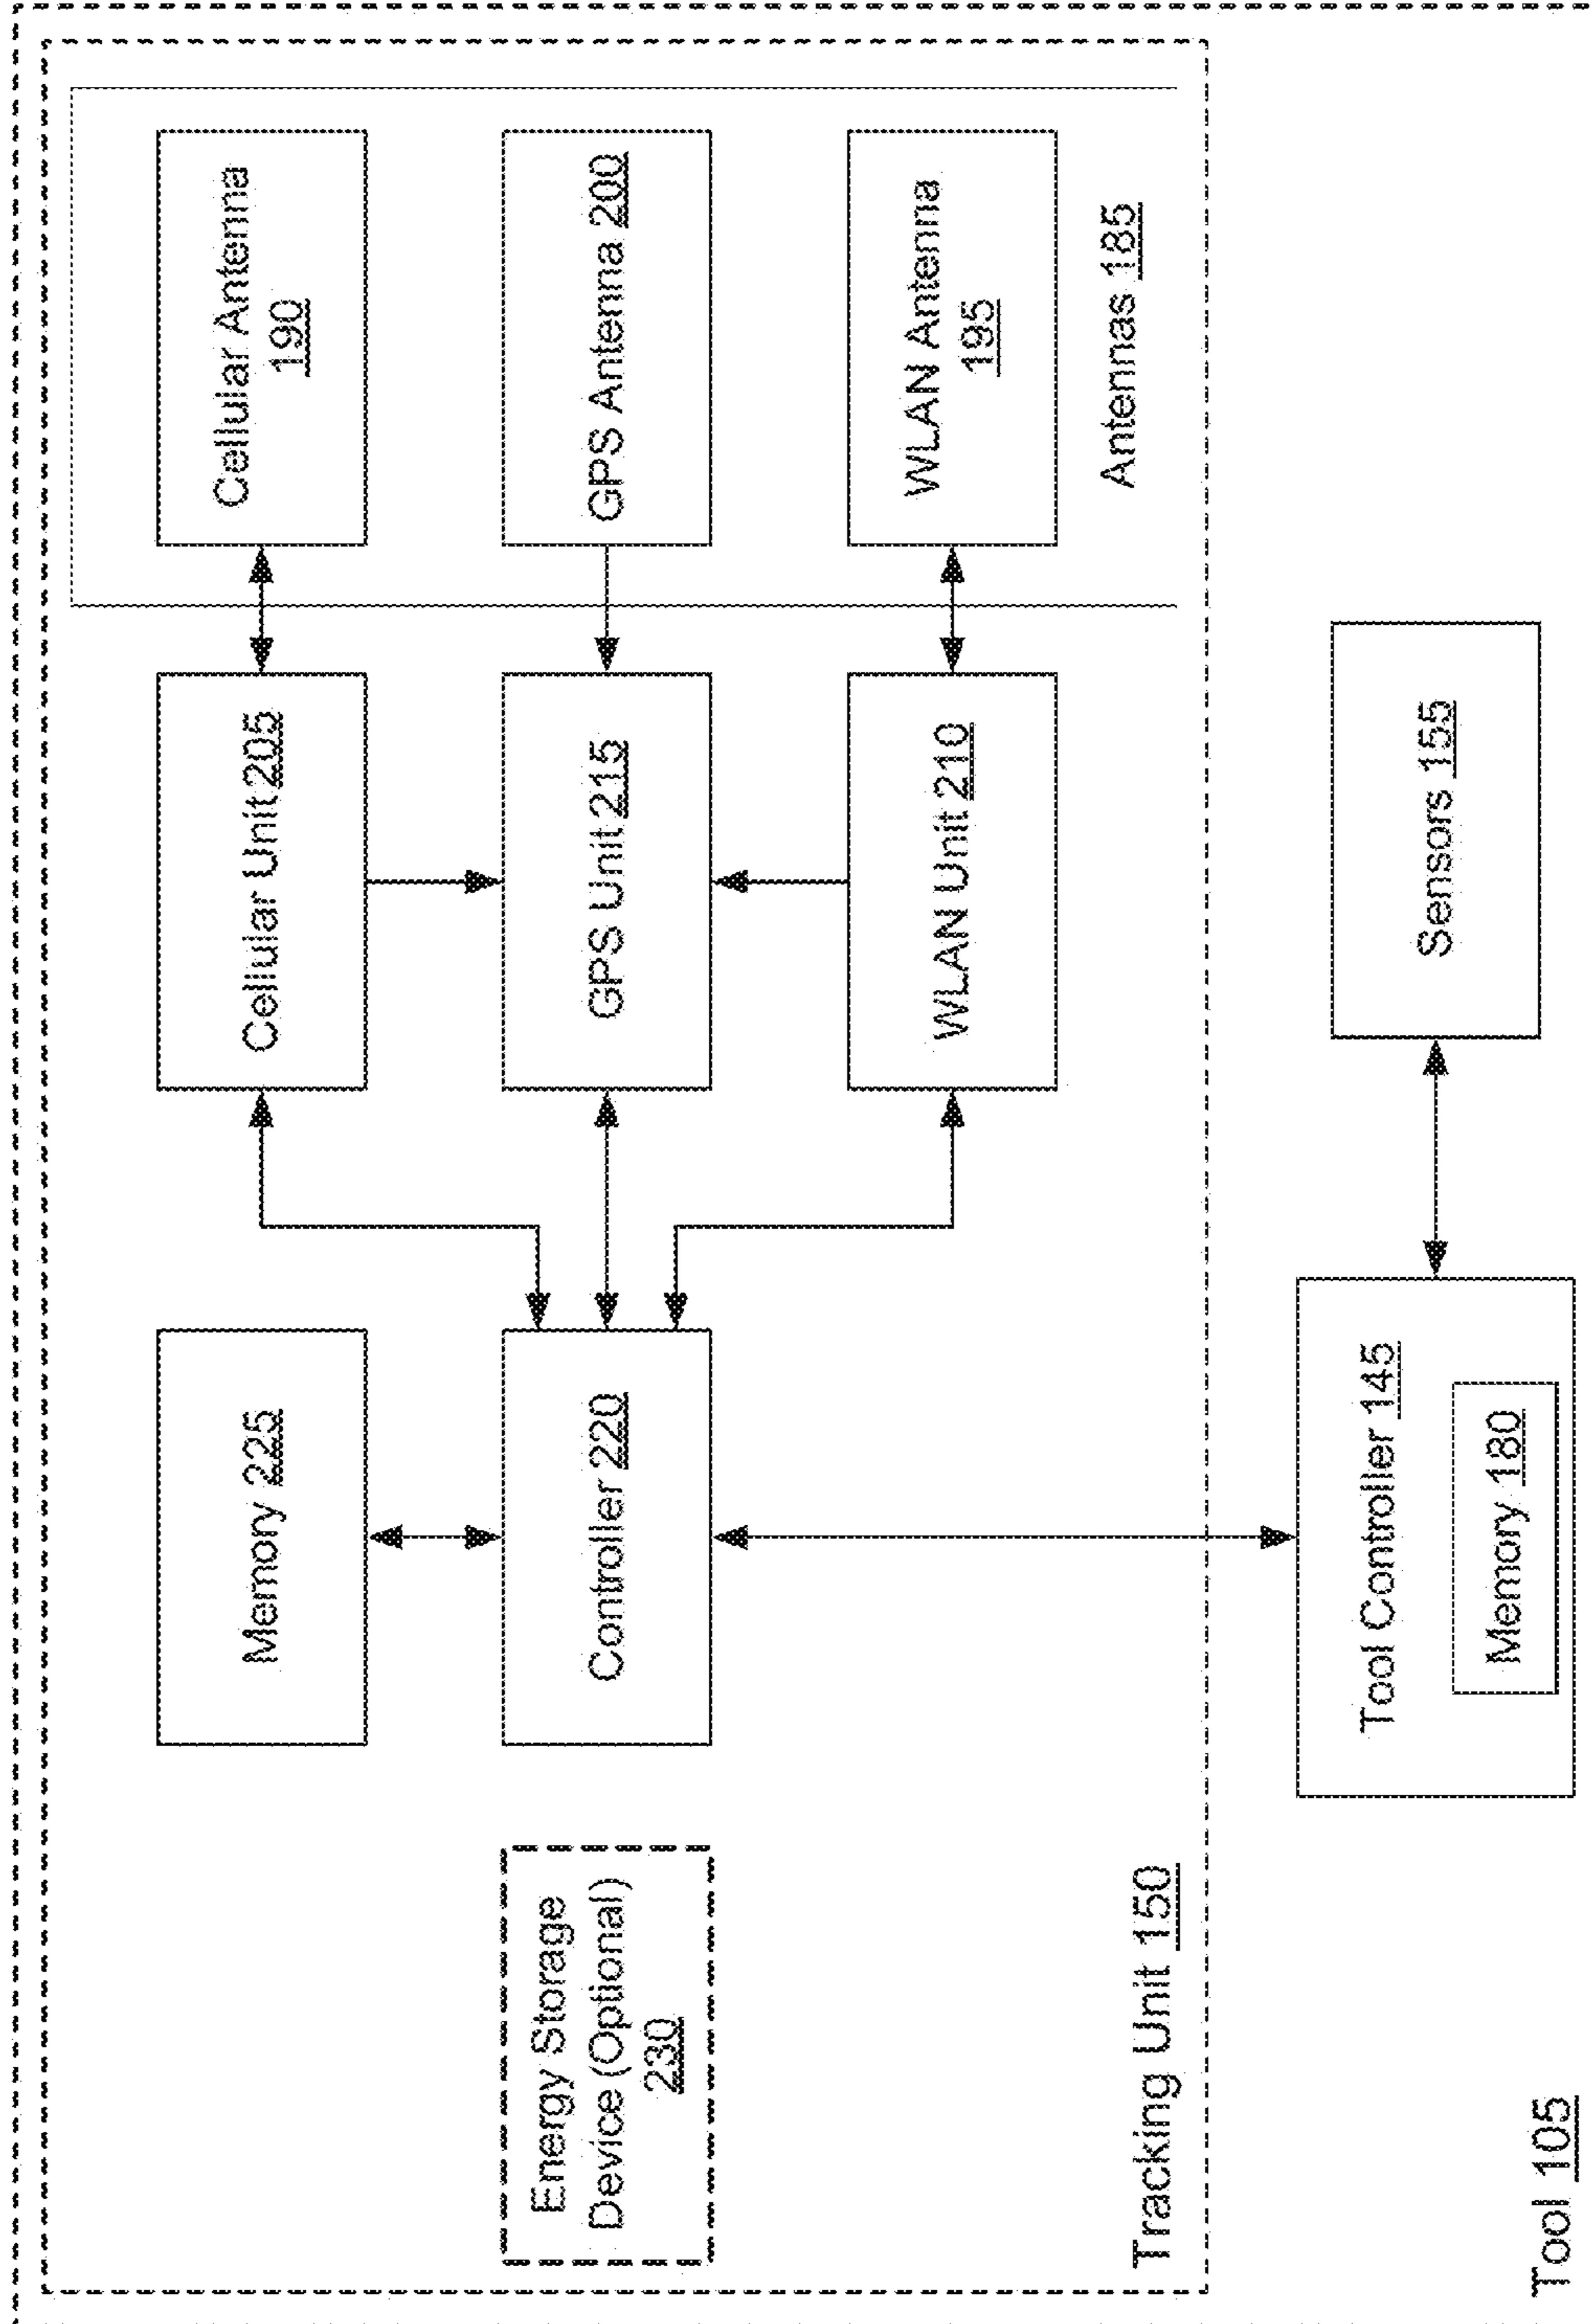 Memory 225
Cellular Unit 205
Cellular Antenna
190
Energy Storage
Device (Optional)
230
Controller 220
GPS Unit 215
GPS Antenna 200
WLAN Unit 210
WLAN Antenna
195
Tracking Unit 150
Antennas 185
Tool Controller 145
Memory 180
Sensors 155
Tool 105